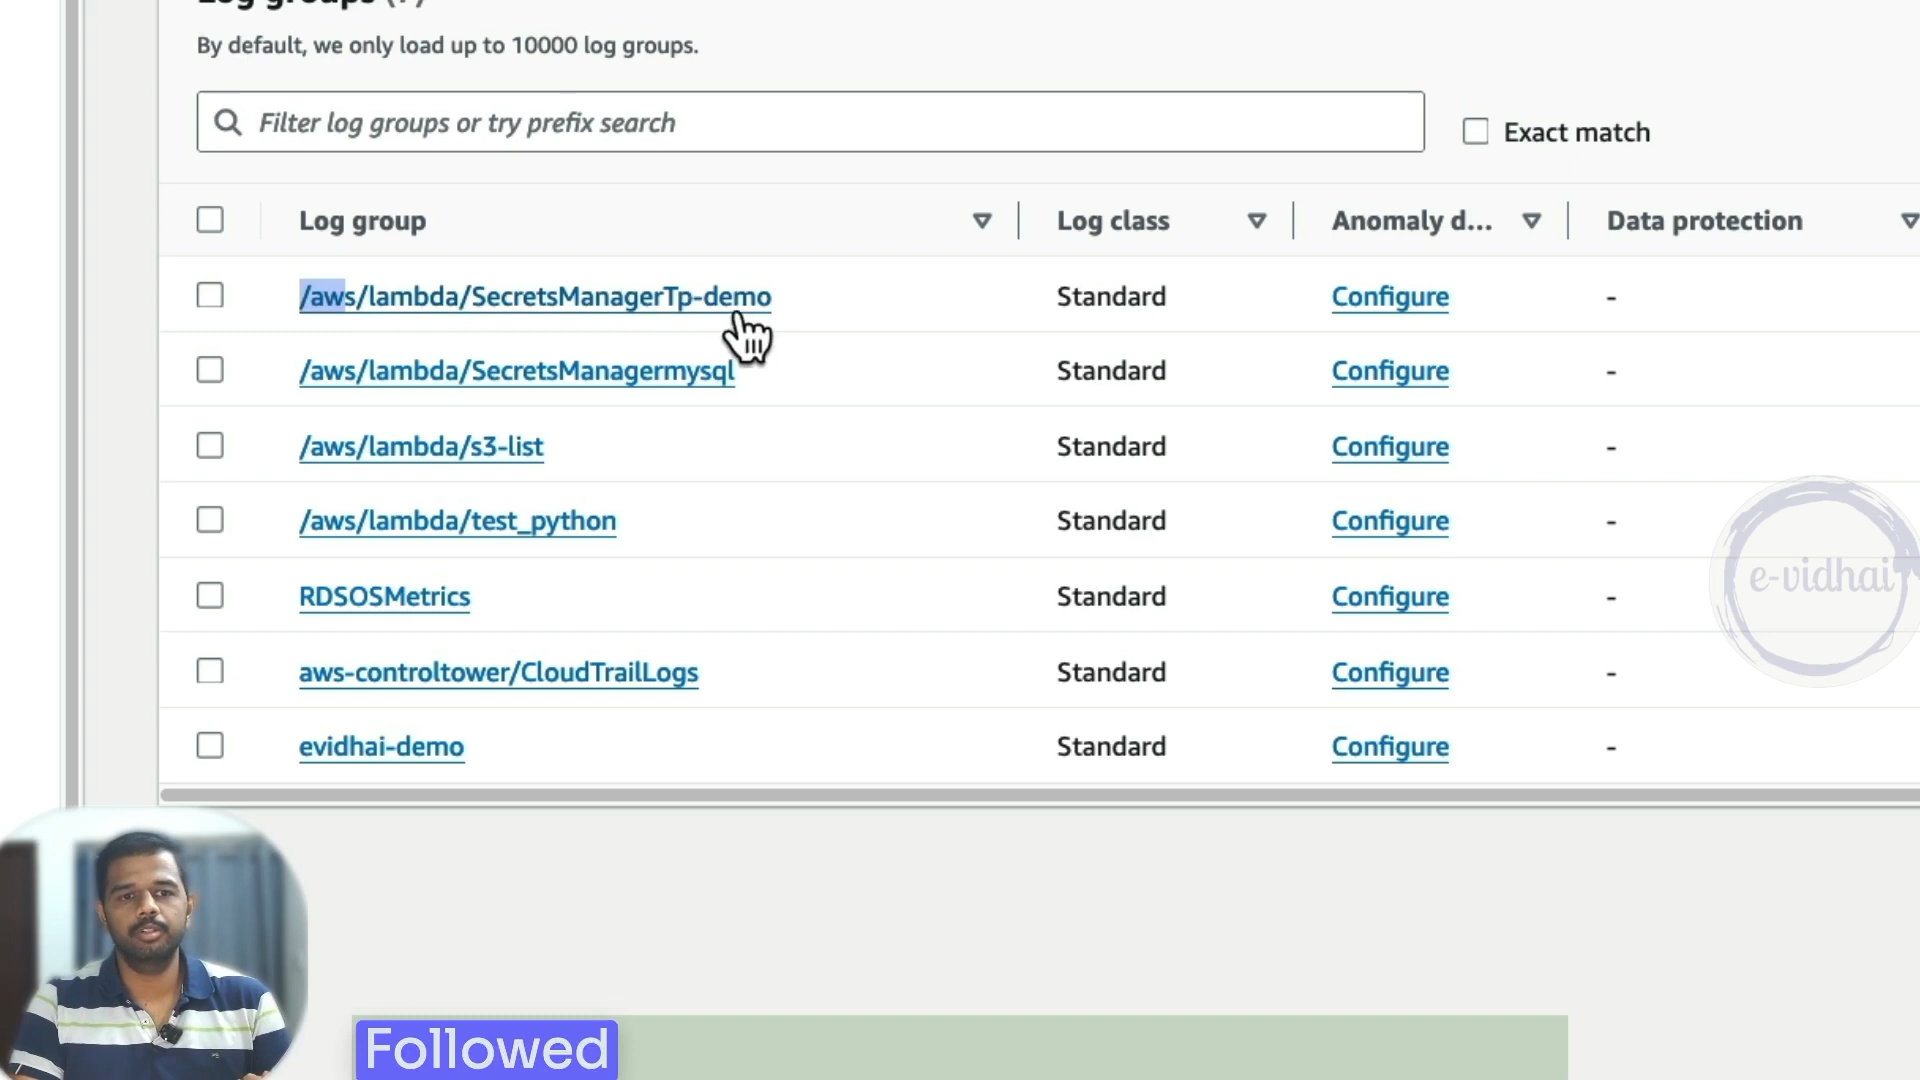 Log groups (7)
By default, we only load up to 10000 log groups.
Filter log groups or try prefix search
Exact match
Log group
Log class
Anomaly d...
Data protection
/aws/lambda/SecretsManagerTp-demo Standard Configure -
/aws/lambda/SecretsManagermysql Standard Configure -
/aws/lambda/s3-list Standard Configure -
/aws/lambda/test_python Standard Configure -
RDSOSMetrics Standard Configure -
aws-controltower/CloudTrailLogs Standard Configure -
evidhai-demo Standard Configure -
e-vidhai
Followed